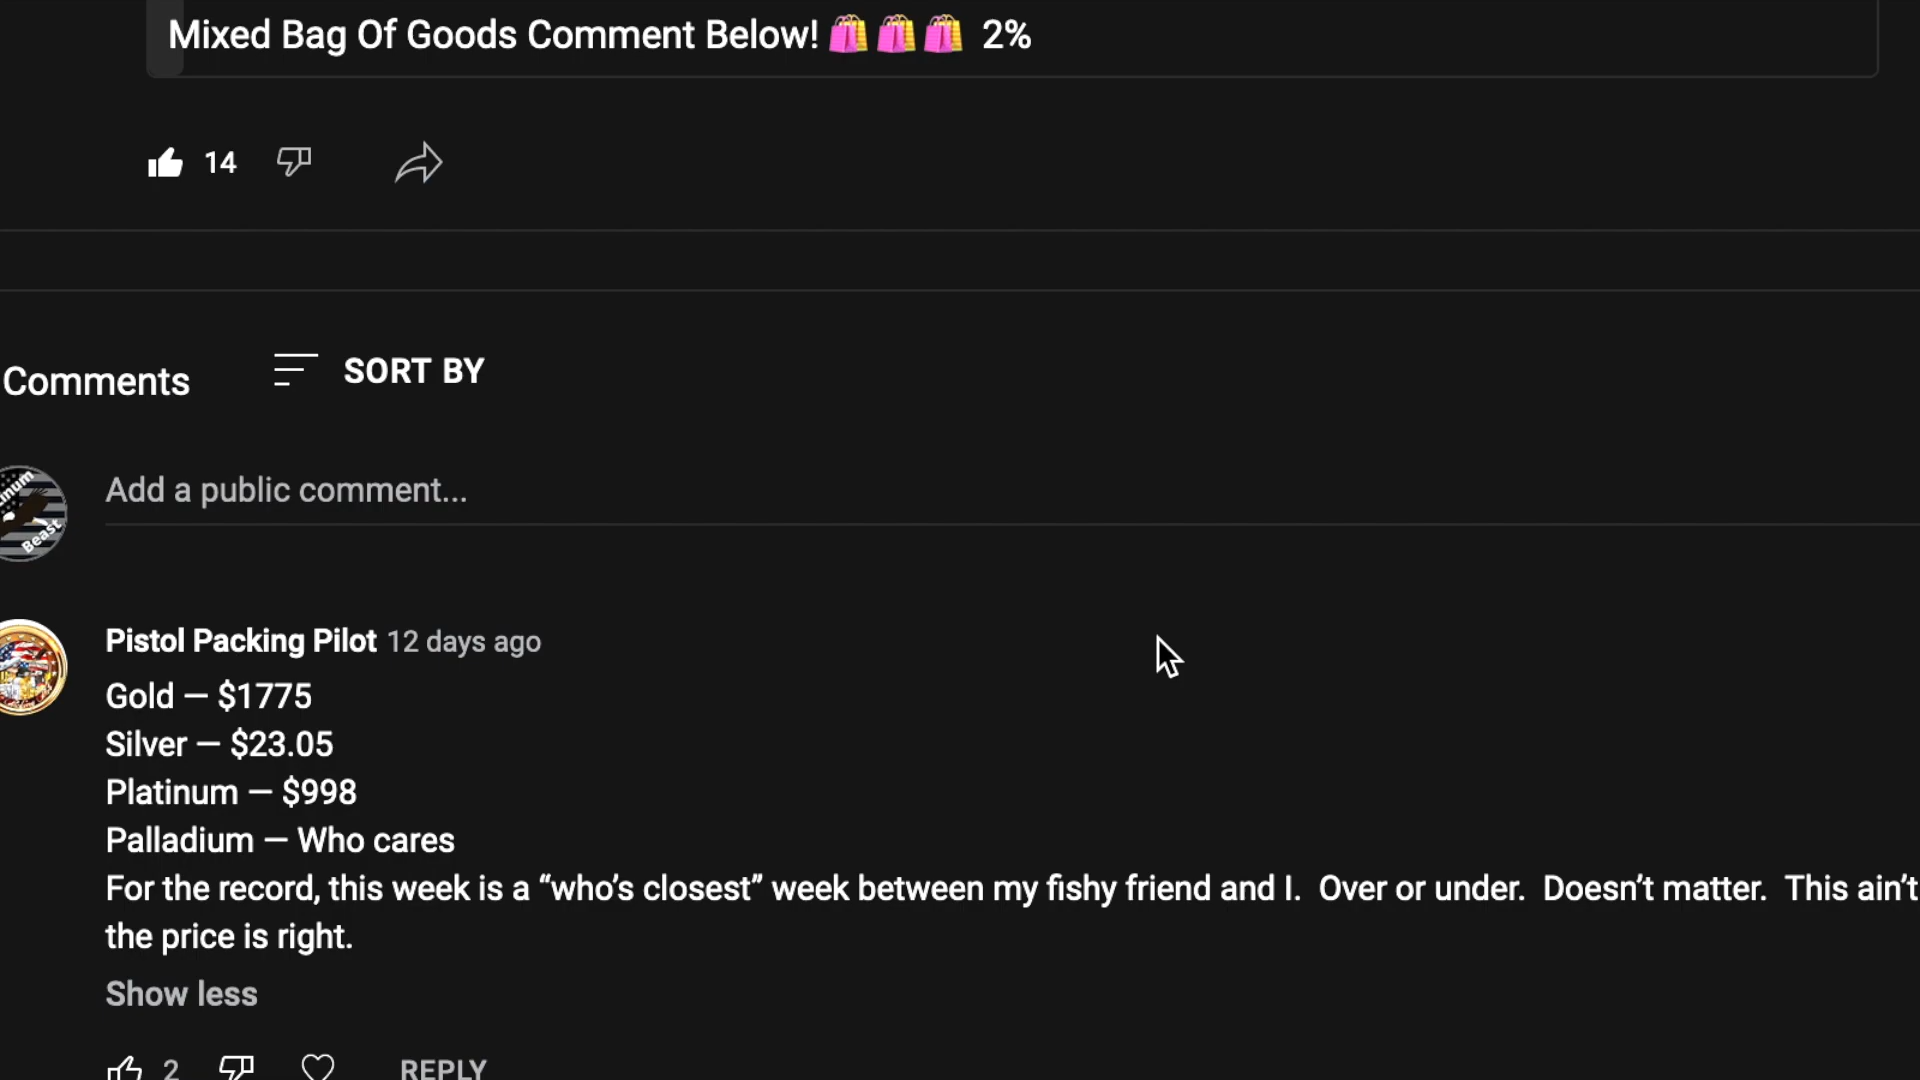 Mixed Bag Of Goods Comment Below! 🛍️🛍️🛍️ 2%
14
Comments SORT BY
Add a public comment...
inum
Beast
Pistol Packing Pilot 12 days ago
Gold — $1775
Silver — $23.05
Platinum — $998
Palladium — Who cares
For the record, this week is a “who’s closest” week between my fishy friend and I. Over or under. Doesn’t matter. This ain’t
the price is right.
Show less
2 REPLY